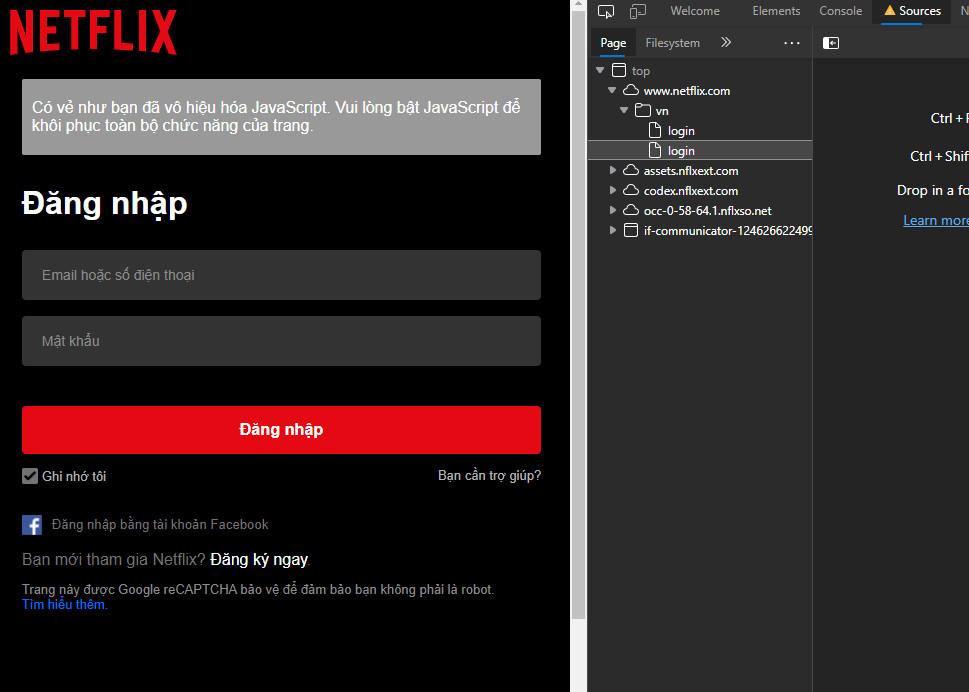 NETFLIX
Có vẻ như bạn đã vô hiệu hóa JavaScript. Vui lòng bật JavaScript để
khôi phục toàn bộ chức năng của trang.
Đăng nhập
Email hoặc số điện thoại
Mật khẩu
Đăng nhập
Ghi nhớ tôi
Bạn cần trợ giúp?
Đăng nhập bằng tài khoản Facebook
Bạn mới tham gia Netflix? Đăng ký ngay.
Trang này được Google reCAPTCHA bảo vệ để đảm bảo bạn không phải là robot.
Tìm hiểu thêm.
Welcome Elements Console Sources N
Page Filesystem
top
www.netflix.com
vn
login
login
assets.nflxext.com
codex.nflxext.com
occ-0-58-64.1.nflxso.net
if-communicator-124626622499
Ctrl +
Ctrl + Shif
Drop in a fo
Learn more